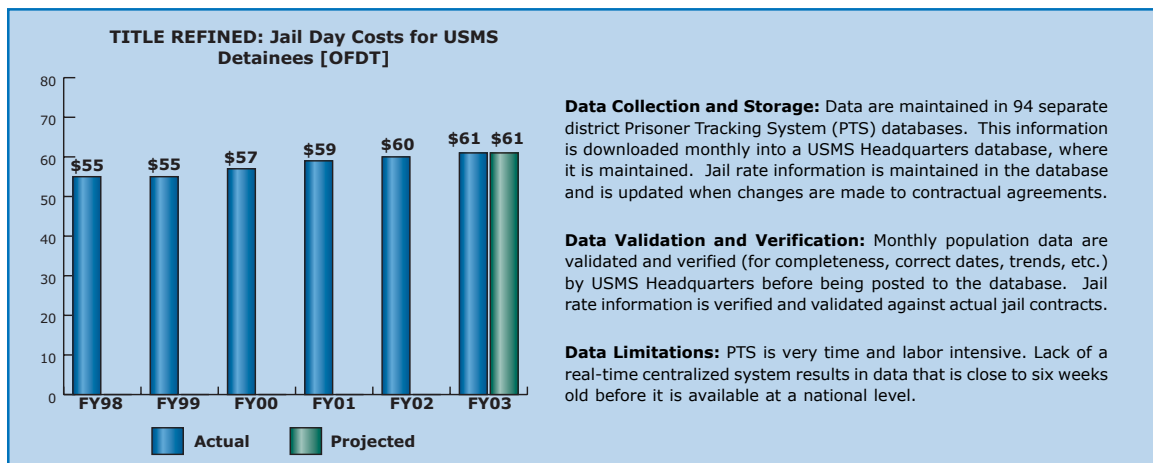 TITLE REFINED: Jail Day Costs for USMS
Detainees [OFDT]
80
70
60
50
40
30
20
10
0
$55
$55
$57
$59
$60
$61
$61
FY98
FY99
FY00
FY01
FY02
FY03
Actual
Projected
Data Collection and Storage: Data are maintained in 94 separate
district Prisoner Tracking System (PTS) databases. This information
is downloaded monthly into a USMS Headquarters database, where
it is maintained. Jail rate information is maintained in the database
and is updated when changes are made to contractual agreements.
Data Validation and Verification: Monthly population data are
validated and verified (for completeness, correct dates, trends, etc.)
by USMS Headquarters before being posted to the database. Jail
rate information is verified and validated against actual jail contracts.
Data Limitations: PTS is very time and labor intensive. Lack of a
real-time centralized system results in data that is close to six weeks
old before it is available at a national level.